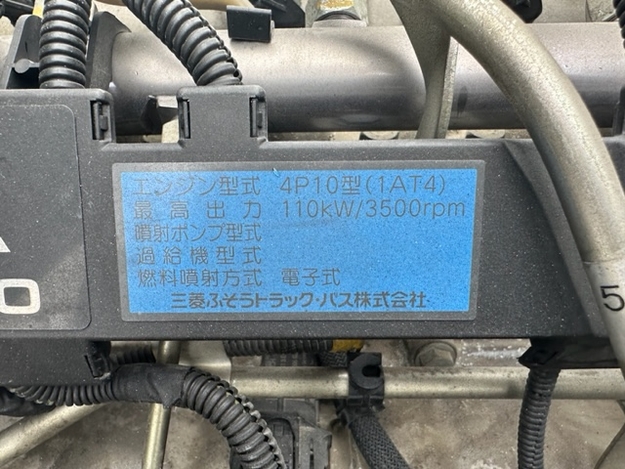 エンジン型式 4P10型(1AT4)
最高出力 110kW/3500rpm
噴射ポンプ型式
過給機型式
燃料噴射方式 電子式
三菱ふそうトラック・バス株式会社
5